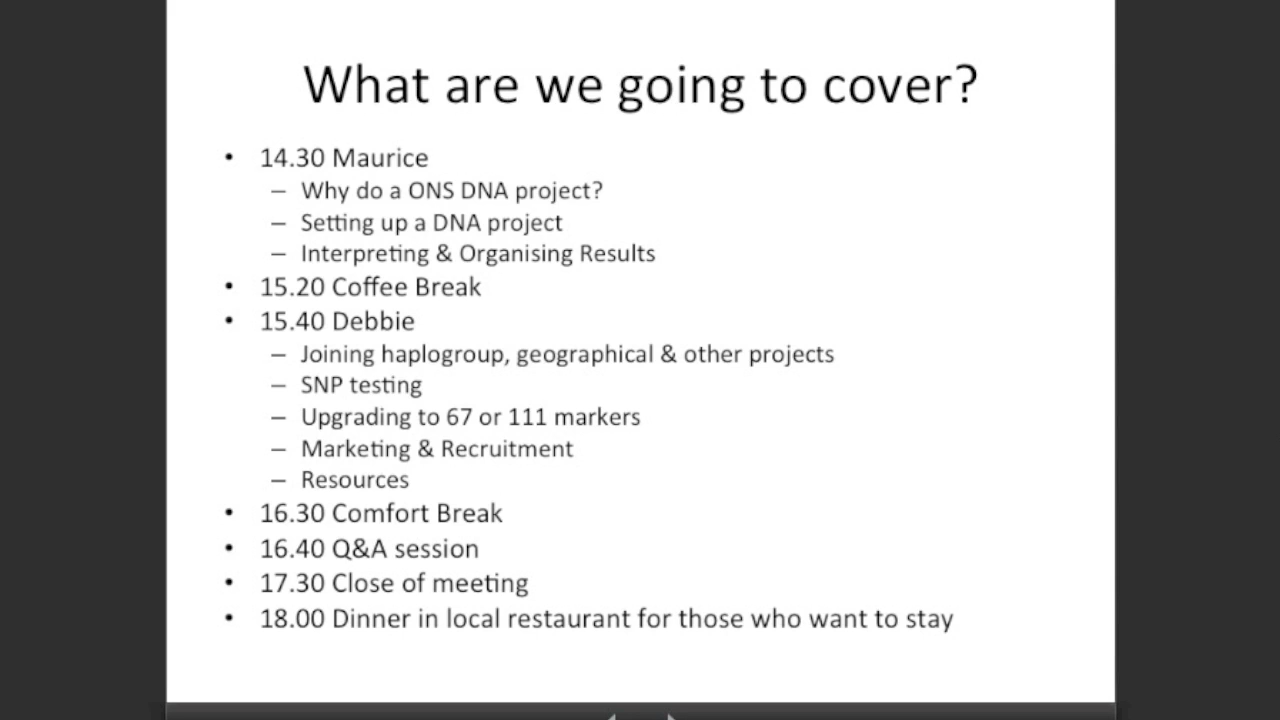 What are we going to cover?
• 14.30 Maurice
– Why do a ONS DNA project?
– Setting up a DNA project
– Interpreting & Organising Results
• 15.20 Coffee Break
• 15.40 Debbie
– Joining haplogroup, geographical & other projects
– SNP testing
– Upgrading to 67 or 111 markers
– Marketing & Recruitment
– Resources
• 16.30 Comfort Break
• 16.40 Q&A session
• 17.30 Close of meeting
• 18.00 Dinner in local restaurant for those who want to stay